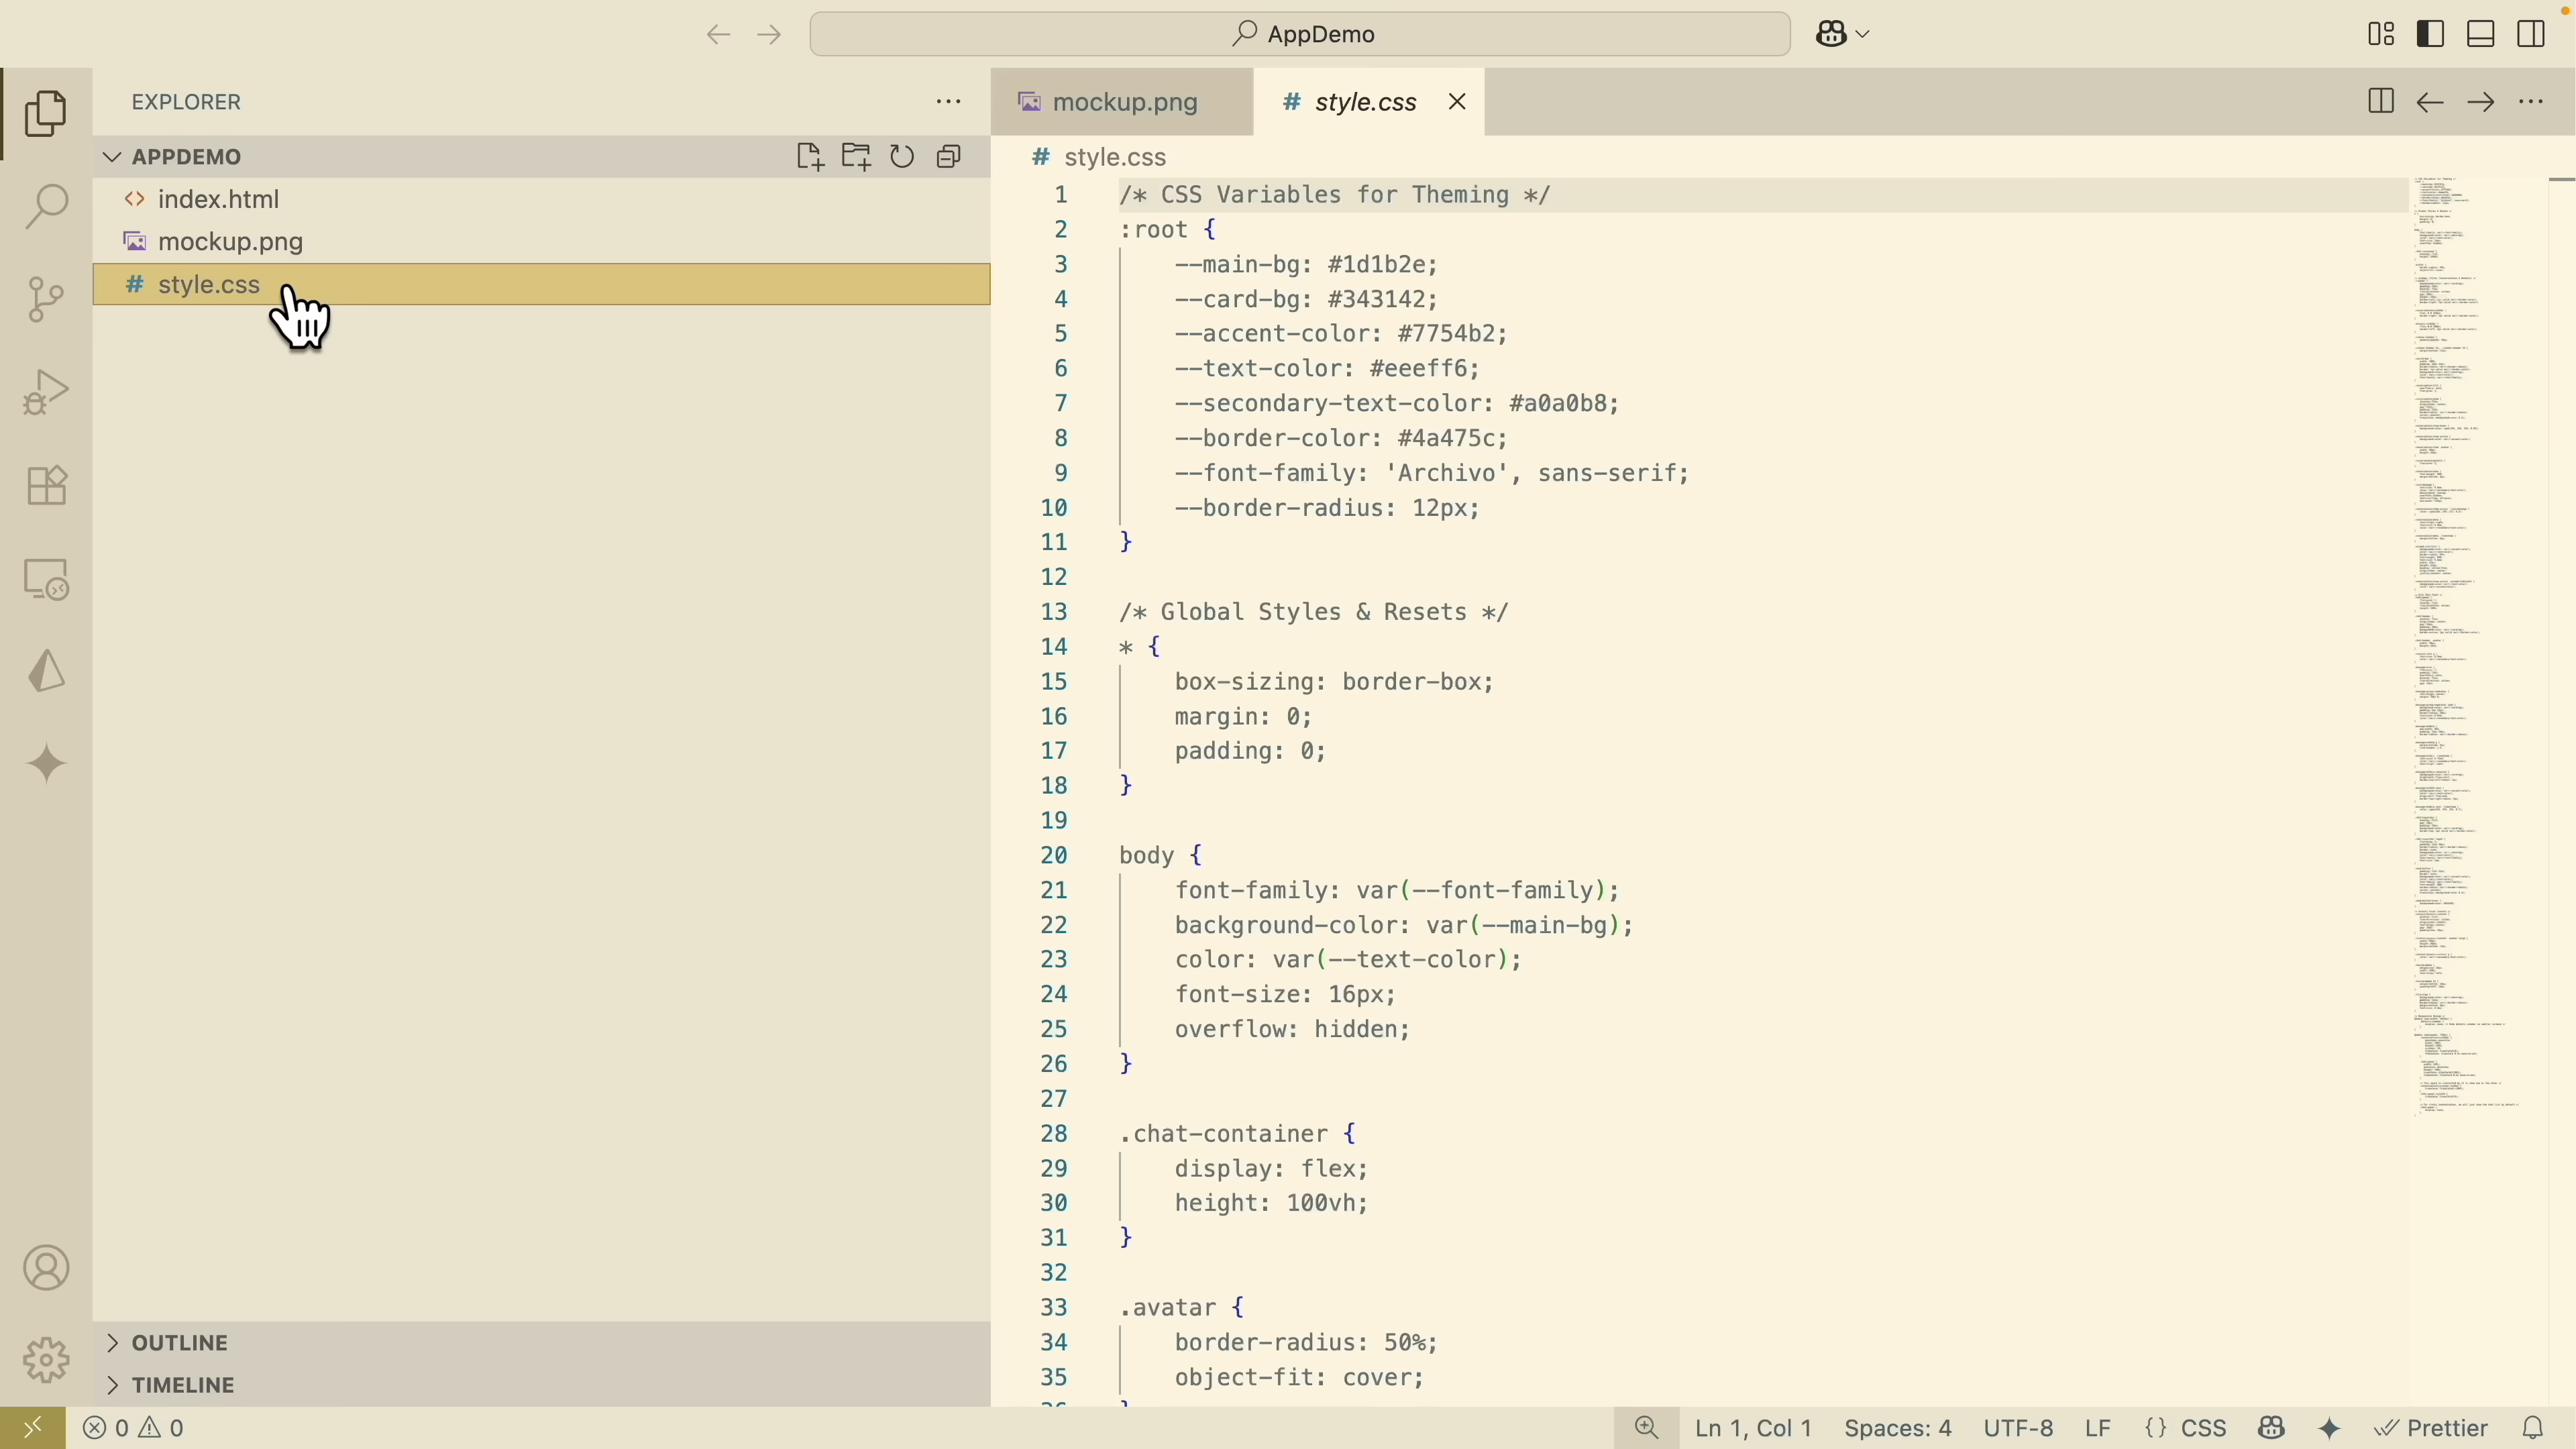 AppDemo
EXPLORER
mockup.png
# style.css
APPDEMO
# style.css
index.html
mockup.png
# style.css
1 /* CSS Variables for Theming */
2 :root {
3 --main-bg: #1d1b2e;
4 --card-bg: #343142;
5 --accent-color: #7754b2;
6 --text-color: #eeeff6;
7 --secondary-text-color: #a0a0b8;
8 --border-color: #4a475c;
9 --font-family: 'Archivo', sans-serif;
10 --border-radius: 12px;
11 }
12
13 /* Global Styles & Resets */
14 * {
15 box-sizing: border-box;
16 margin: 0;
17 padding: 0;
18 }
19
20 body {
21 font-family: var(--font-family);
22 background-color: var(--main-bg);
23 color: var(--text-color);
24 font-size: 16px;
25 overflow: hidden;
26 }
27
28 .chat-container {
29 display: flex;
30 height: 100vh;
31 }
32
33 .avatar {
34 border-radius: 50%;
35 object-fit: cover;
OUTLINE
TIMELINE
0 0
Ln 1, Col 1 Spaces: 4 UTF-8 LF {} CSS Prettier